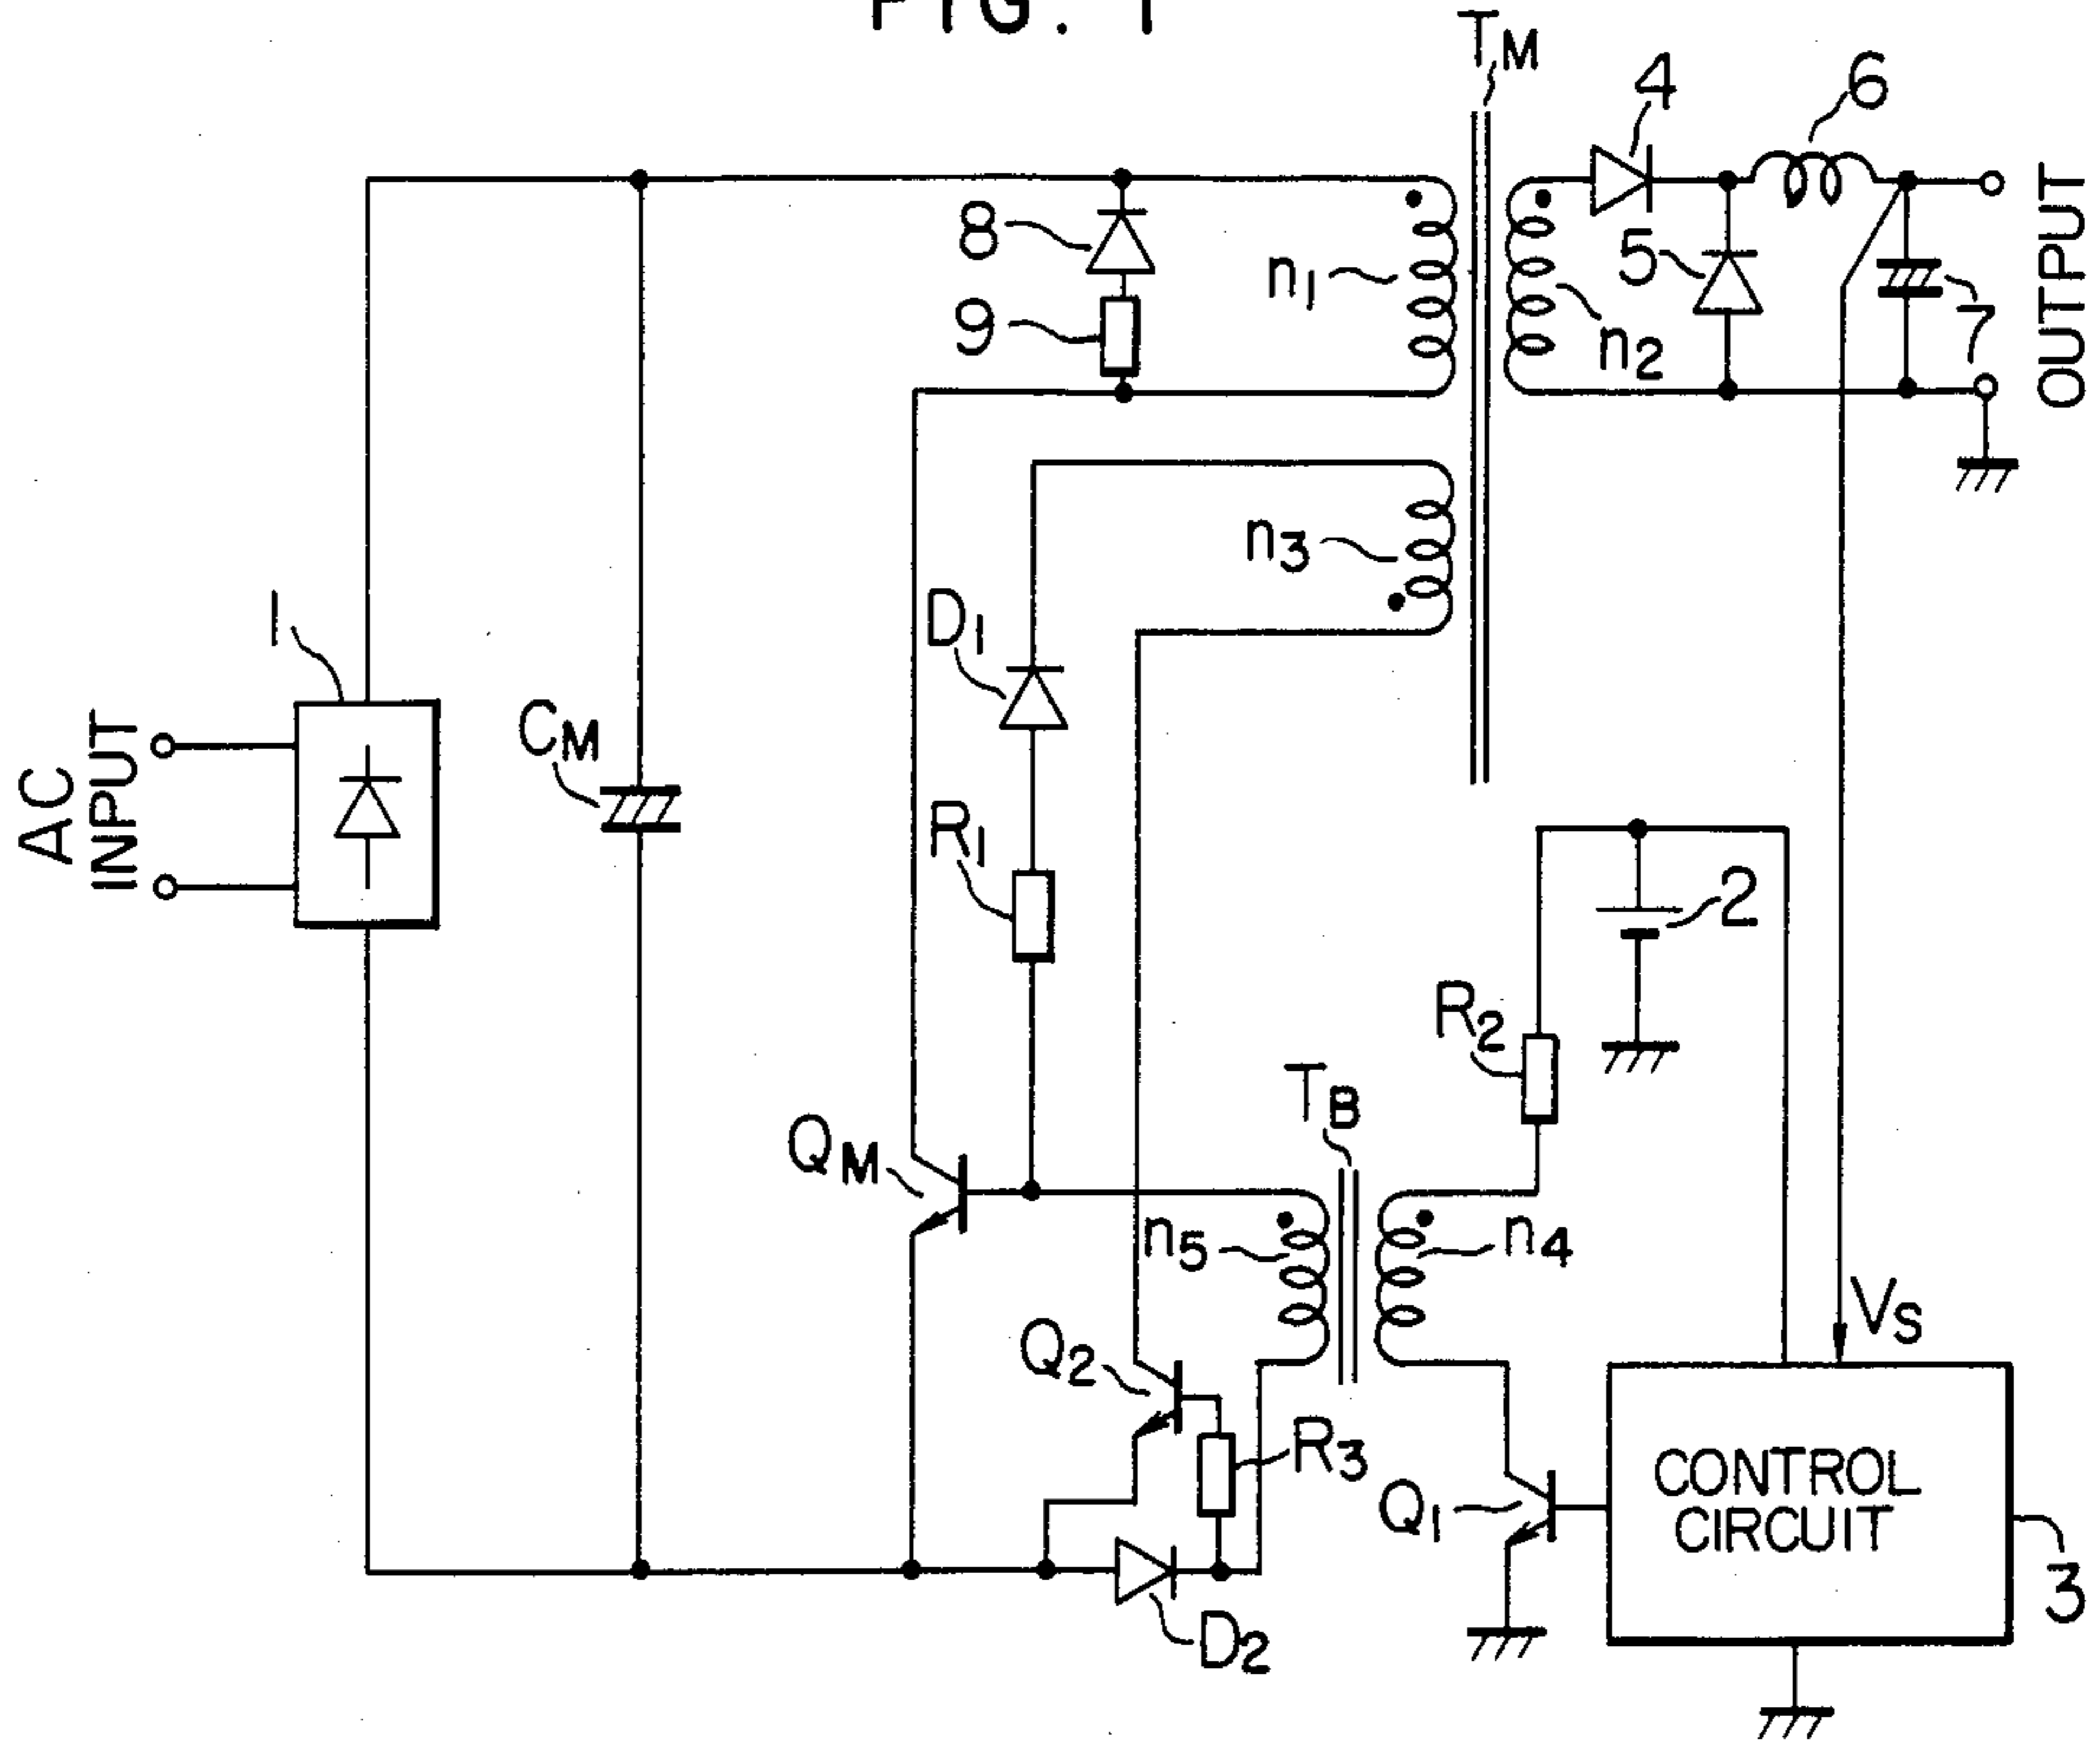 FIG. 1
TM
4
6
8
5
n1
9
n2
7
OUTPUT
n3
D1
1
CM
AC
INPUT
R1
2
R2
TB
QM
n5
n4
VS
Q2
R3
Q1
CONTROL
CIRCUIT
3
D2